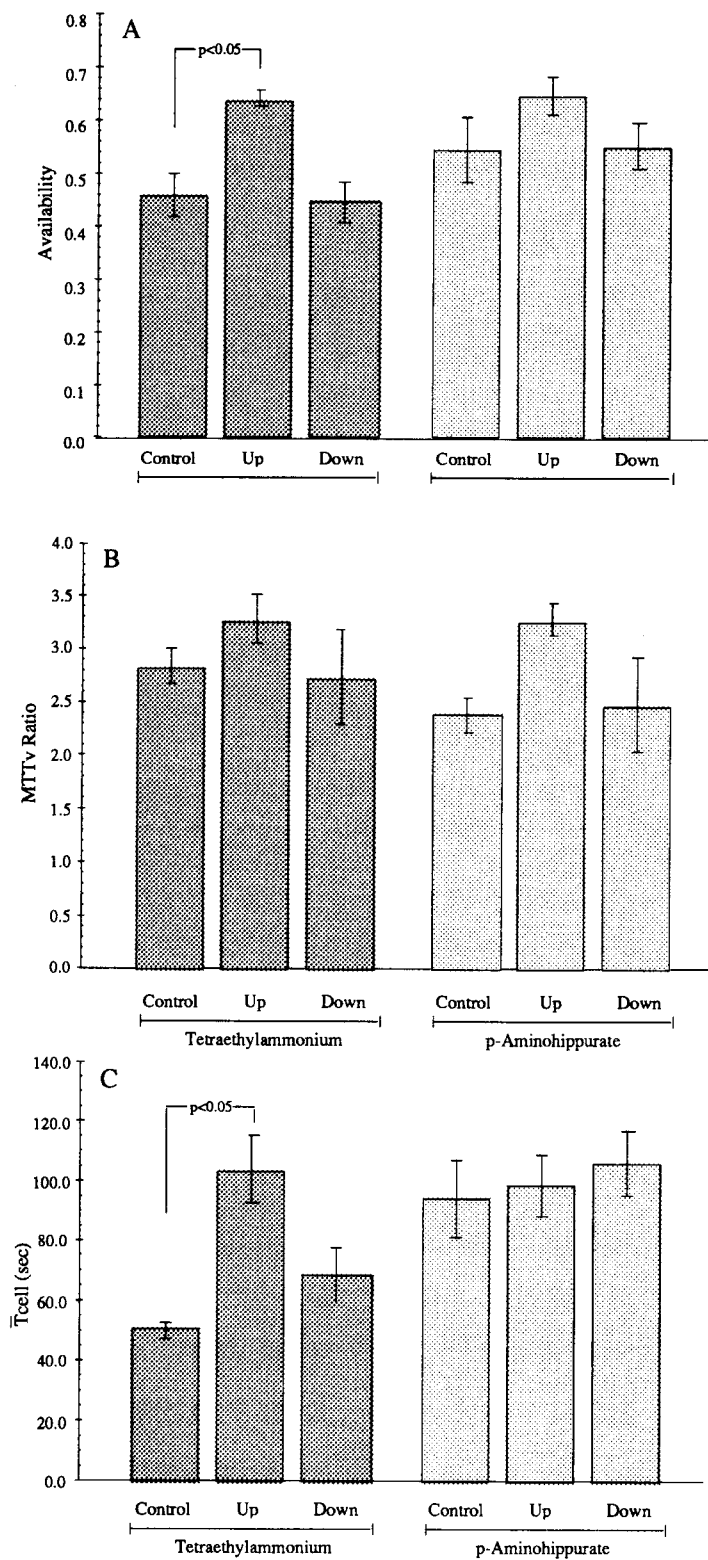 A
0.8
p<0.05
0.7
0.6
0.5
0.4
0.3
0.2
0.1
0.0
Availability
Control Up Down Control Up Down
B
4.0
3.5
3.0
2.5
2.0
1.5
1.0
0.5
0.0
MTTv Ratio
Control Up Down Control Up Down
Tetraethylammonium p-Aminohippurate
C
140.0
p<0.05
120.0
100.0
80.0
60.0
40.0
20.0
0.0
T̿cell (sec)
Control Up Down Control Up Down
Tetraethylammonium p-Aminohippurate